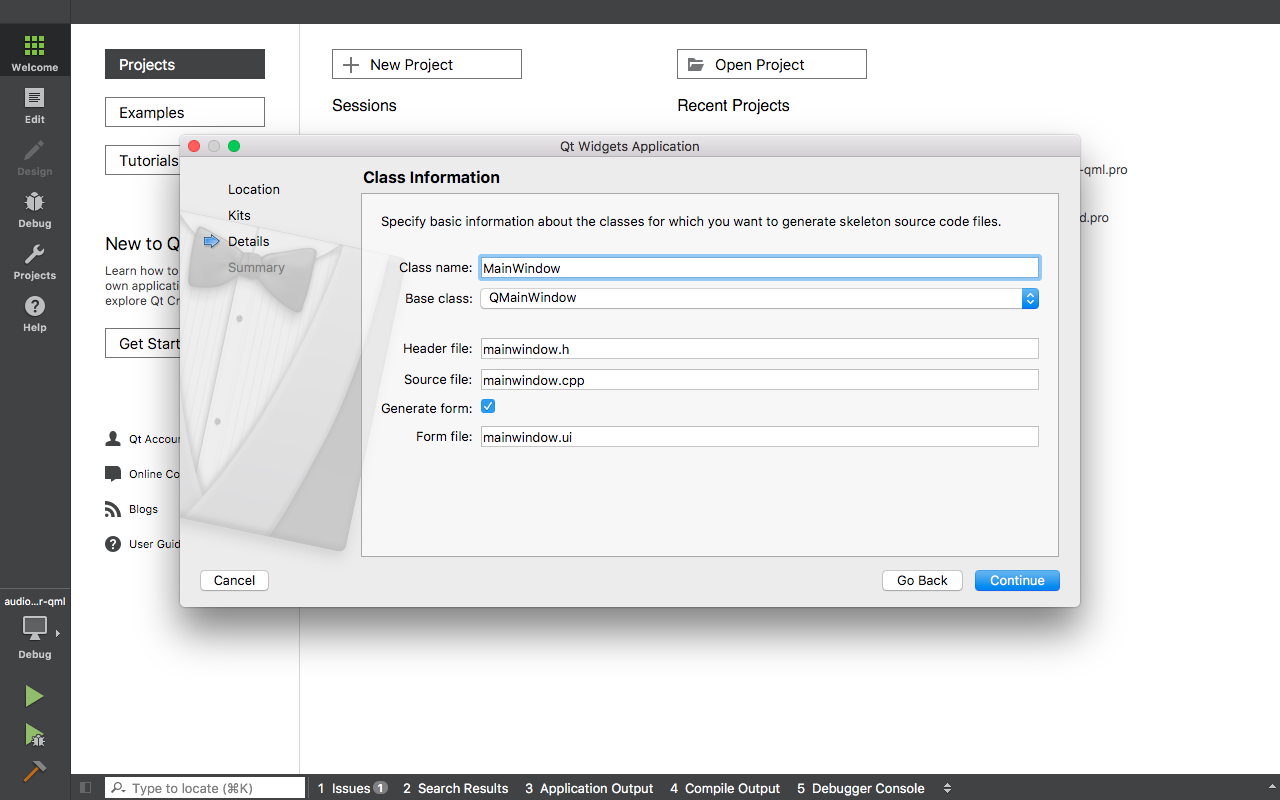 Welcome
Edit
Design
Debug
Projects
Help
audio...r-qml
Debug
Projects
Examples
Tutorials
New to Q
Learn how to
own applicati
explore Qt Cr
Get Start
Qt Accou
Online Co
Blogs
User Guid
New Project
Open Project
Sessions
Recent Projects
-qml.pro
d.pro
Qt Widgets Application
Location
Kits
Details
Summary
Class Information
Specify basic information about the classes for which you want to generate skeleton source code files.
Class name: MainWindow
Base class: QMainWindow
Header file: mainwindow.h
Source file: mainwindow.cpp
Generate form:
Form file: mainwindow.ui
Cancel
Go Back
Continue
Type to locate (⌘K)
1 Issues 1
2 Search Results
3 Application Output
4 Compile Output
5 Debugger Console